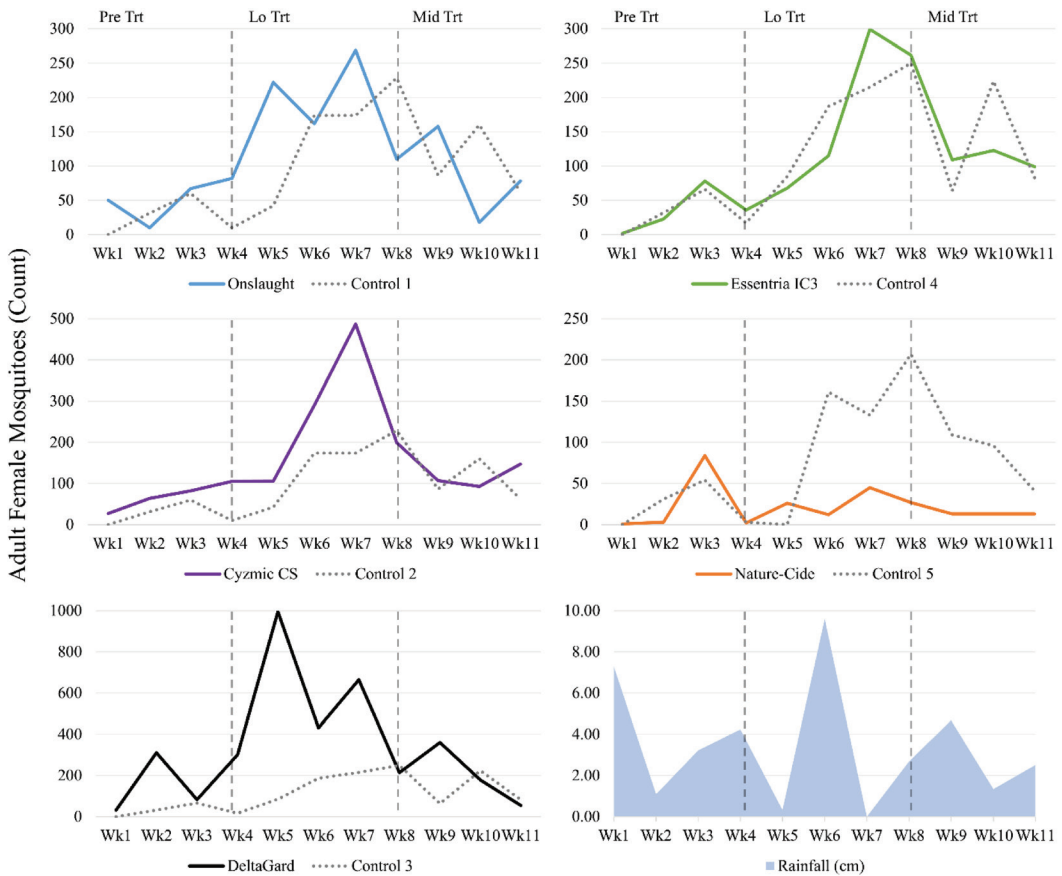 Adult Female Mosquitoes (Count)
Pre Trt Lo Trt Mid Trt
300
250
200
150
100
50
0
Wk1 Wk2 Wk3 Wk4 Wk5 Wk6 Wk7 Wk8 Wk9 Wk10 Wk11
Onslaught Control 1
Pre Trt Lo Trt Mid Trt
300
250
200
150
100
50
0
Wk1 Wk2 Wk3 Wk4 Wk5 Wk6 Wk7 Wk8 Wk9 Wk10 Wk11
Essentria IC3 Control 4
500
400
300
200
100
0
Wk1 Wk2 Wk3 Wk4 Wk5 Wk6 Wk7 Wk8 Wk9 Wk10 Wk11
Cyzmic CS Control 2
250
200
150
100
50
0
Wk1 Wk2 Wk3 Wk4 Wk5 Wk6 Wk7 Wk8 Wk9 Wk10 Wk11
Nature-Cide Control 5
1000
800
600
400
200
0
Wk1 Wk2 Wk3 Wk4 Wk5 Wk6 Wk7 Wk8 Wk9 Wk10 Wk11
DeltaGard Control 3
10.00
8.00
6.00
4.00
2.00
0.00
Wk1 Wk2 Wk3 Wk4 Wk5 Wk6 Wk7 Wk8 Wk9 Wk10 Wk11
Rainfall (cm)